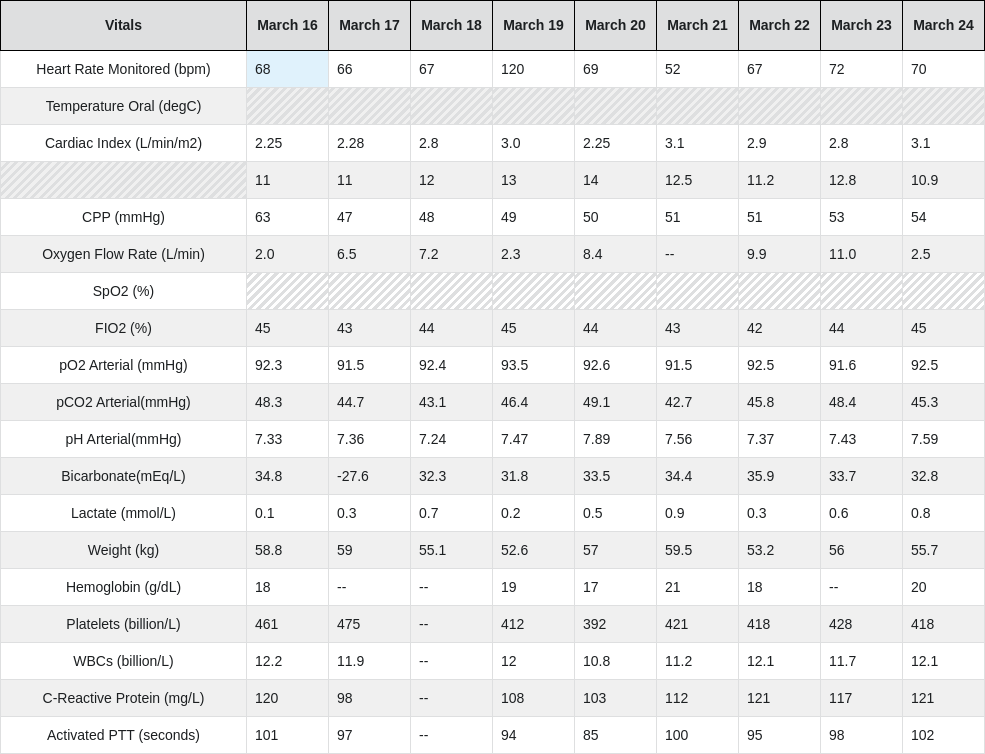 Vitals March 16 March 17 March 18 March 19 March 20 March 21 March 22 March 23 March 24
Heart Rate Monitored (bpm) 68 66 67 120 69 52 67 72 70
Temperature Oral (degC)
Cardiac Index (L/min/m2) 2.25 2.28 2.8 3.0 2.25 3.1 2.9 2.8 3.1
11 11 12 13 14 12.5 11.2 12.8 10.9
CPP (mmHg) 63 47 48 49 50 51 51 53 54
Oxygen Flow Rate (L/min) 2.0 6.5 7.2 2.3 8.4 -- 9.9 11.0 2.5
SpO2 (%)
FIO2 (%) 45 43 44 45 44 43 42 44 45
pO2 Arterial (mmHg) 92.3 91.5 92.4 93.5 92.6 91.5 92.5 91.6 92.5
pCO2 Arterial(mmHg) 48.3 44.7 43.1 46.4 49.1 42.7 45.8 48.4 45.3
pH Arterial(mmHg) 7.33 7.36 7.24 7.47 7.89 7.56 7.37 7.43 7.59
Bicarbonate(mEq/L) 34.8 -27.6 32.3 31.8 33.5 34.4 35.9 33.7 32.8
Lactate (mmol/L) 0.1 0.3 0.7 0.2 0.5 0.9 0.3 0.6 0.8
Weight (kg) 58.8 59 55.1 52.6 57 59.5 53.2 56 55.7
Hemoglobin (g/dL) 18 -- -- 19 17 21 18 -- 20
Platelets (billion/L) 461 475 -- 412 392 421 418 428 418
WBCs (billion/L) 12.2 11.9 -- 12 10.8 11.2 12.1 11.7 12.1
C-Reactive Protein (mg/L) 120 98 -- 108 103 112 121 117 121
Activated PTT (seconds) 101 97 -- 94 85 100 95 98 102